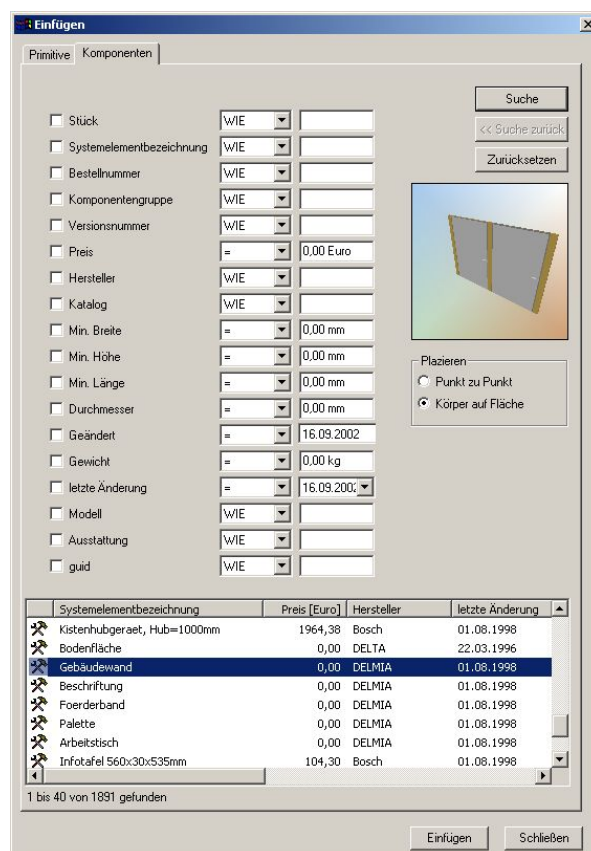 Einfügen
Primitive Komponenten
Suche
<< Suche zurück
Zurücksetzen
Stück WIE
Systemelementbezeichnung WIE
Bestellnummer WIE
Komponentengruppe WIE
Versionsnummer WIE
Preis = 0,00 Euro
Hersteller WIE
Katalog WIE
Min. Breite = 0,00 mm
Min. Höhe = 0,00 mm
Min. Länge = 0,00 mm
Durchmesser = 0,00 mm
Geändert = 16.09.2002
Gewicht = 0,00 kg
letzte Änderung = 16.09.200
Modell WIE
Ausstattung WIE
guid WIE
Plazieren
Punkt zu Punkt
Körper auf Fläche
Systemelementbezeichnung Preis [Euro] Hersteller letzte Änderung
Kistenhubgeraet, Hub=1000mm 1964,38 Bosch 01.08.1998
Bodenfläche 0,00 DELTA 22.03.1996
Gebäudewand 0,00 DELMIA 01.08.1998
Beschriftung 0,00 DELMIA 01.08.1998
Foerderband 0,00 DELMIA 01.08.1998
Palette 0,00 DELMIA 01.08.1998
Arbeitstisch 0,00 DELMIA 01.08.1998
Infotafel 560x30x535mm 104,30 Bosch 01.08.1998
1 bis 40 von 1891 gefunden
Einfügen Schließen